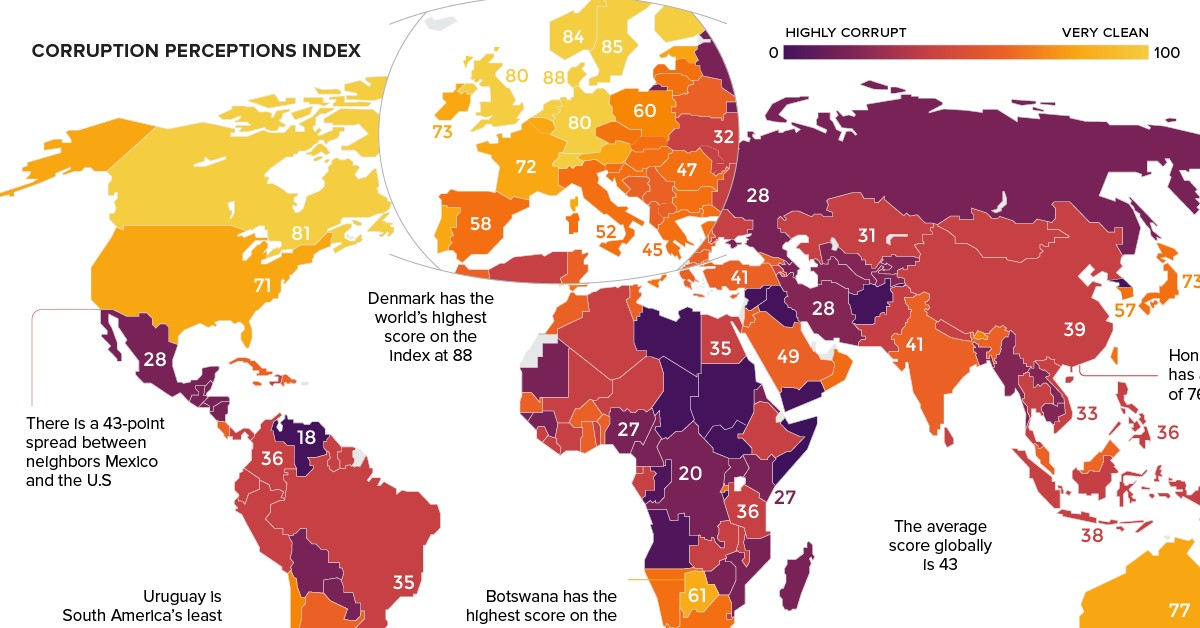 CORRUPTION PERCEPTIONS INDEX
HIGHLY CORRUPT
VERY CLEAN
0
100
84
85
80
88
73
80
60
32
72
47
58
52
45
28
81
71
31
41
28
73
57
39
41
49
35
28
Denmark has the
world's highest
score on the
index at 88
Hon
has
of 76
There is a 43-point
spread between
neighbors Mexico
and the U.S
18
36
27
20
27
36
33
36
38
The average
score globally
is 43
35
Uruguay is
South America's least
Botswana has the
highest score on the
61
77